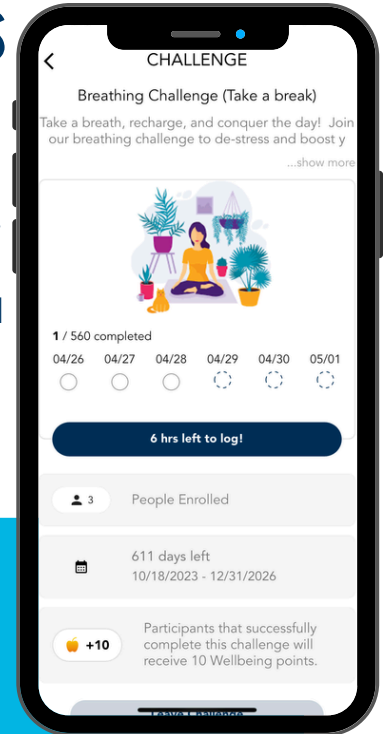 S
CHALLENGE
Breathing Challenge (Take a break)
Take a breath, recharge, and conquer the day! Join
our breathing challenge to de-stress and boost y
...show more
1 / 560 completed
04/26 04/27 04/28 04/29 04/30 05/01
6 hrs left to log!
3 People Enrolled
611 days left
10/18/2023 - 12/31/2026
+10
Participants that successfully
complete this challenge will
receive 10 Wellbeing points.
Leave Challenge